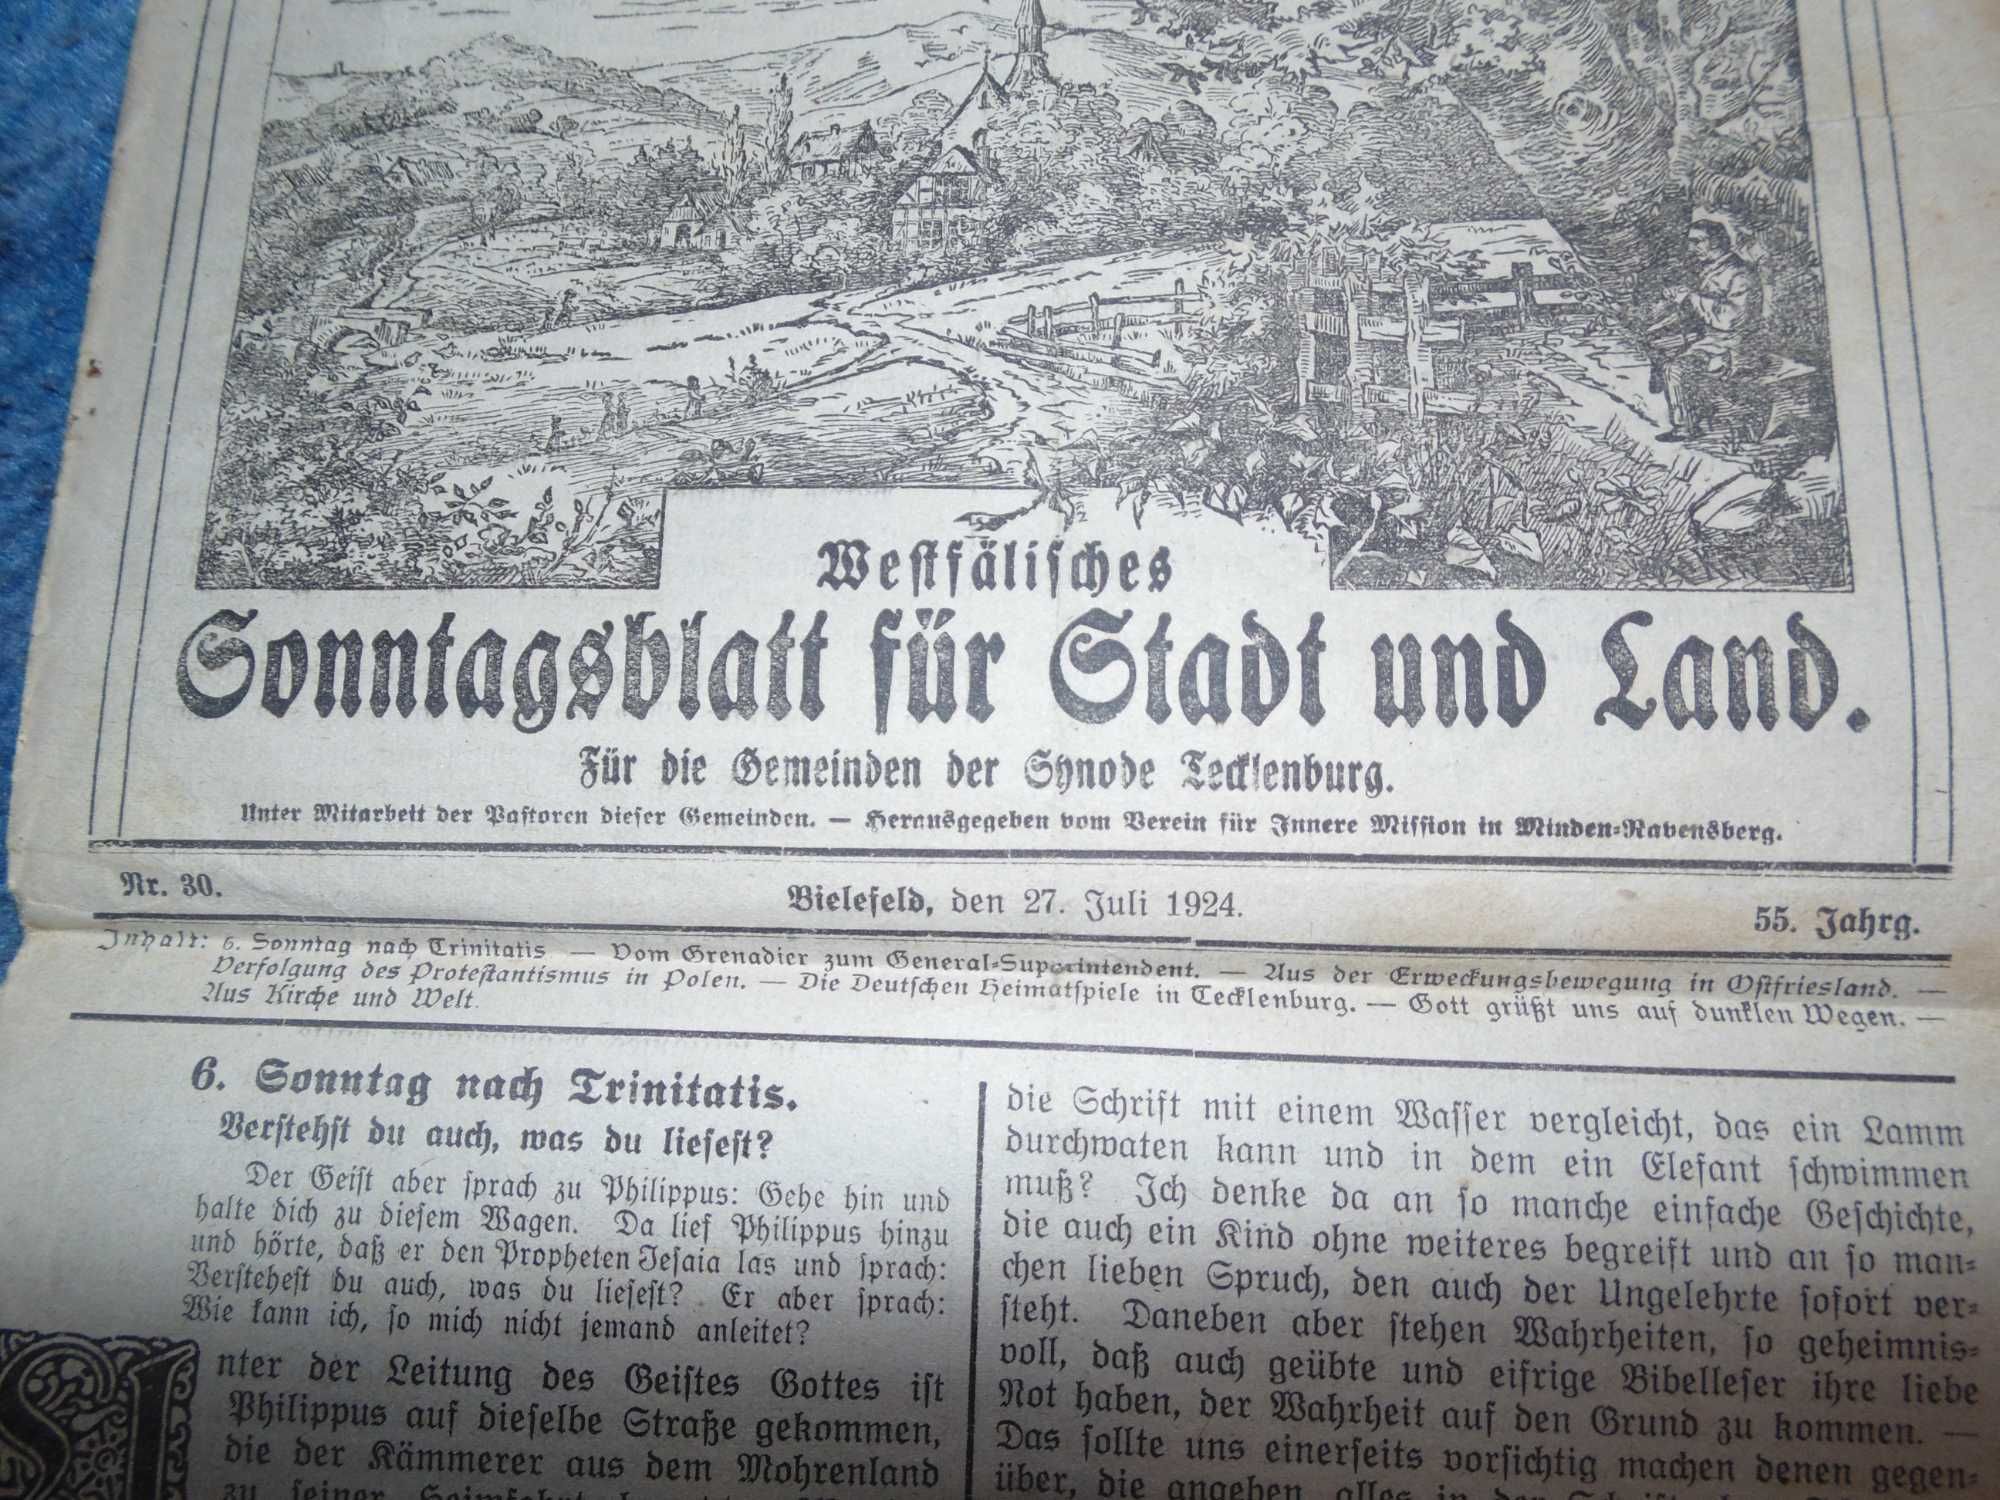 Westfälisches
Sonntagsblatt für Stadt und Land.
Für die Gemeinden der Synode Tecklenburg.
Unter Mitarbeit der Pastoren dieser Gemeinden. — Herausgegeben vom Verein für Innere Mission in Minden-Ravensberg.
Nr. 30.
Bielefeld, den 27. Juli 1924.
55. Jahrg.
Inhalt: 6. Sonntag nach Trinitatis — Vom Grenadier zum General-Superintendent. — Aus der Erweckungsbewegung in Ostfriesland. —
Verfolgung des Protestantismus in Polen. — Die Deutschen Heimatspiele in Tecklenburg. — Gott grüßt uns auf dunklen Wegen. —
Aus Kirche und Welt.
6. Sonntag nach Trinitatis.
Verstehst du auch, was du liesest?
Der Geist aber sprach zu Philippus: Gehe hin und
halte dich zu diesem Wagen. Da lief Philippus hinzu
und hörte, daß er den Propheten Jesaia las und sprach:
Verstehest du auch, was du liesest? Er aber sprach:
Wie kann ich, so mich nicht jemand anleitet?
Unter der Leitung des Geistes Gottes ist
Philippus auf dieselbe Straße gekommen,
die der Kämmerer aus dem Mohrenland
zu seiner
die Schrift mit einem Wasser vergleicht, das ein Lamm
durchwaten kann und in dem ein Elefant schwimmen
muß? Ich denke da an so manche einfache Geschichte,
die auch ein Kind ohne weiteres begreift und an so man-
chen lieben Spruch, den auch der Ungelehrte sofort ver-
steht. Daneben aber stehen Wahrheiten, so geheimnis-
voll, daß auch geübte und eifrige Bibelleser ihre liebe
Not haben, der Wahrheit auf den Grund zu kommen. —
Das sollte uns einerseits vorsichtig machen denen gegen-
über, die angeben, alles in der